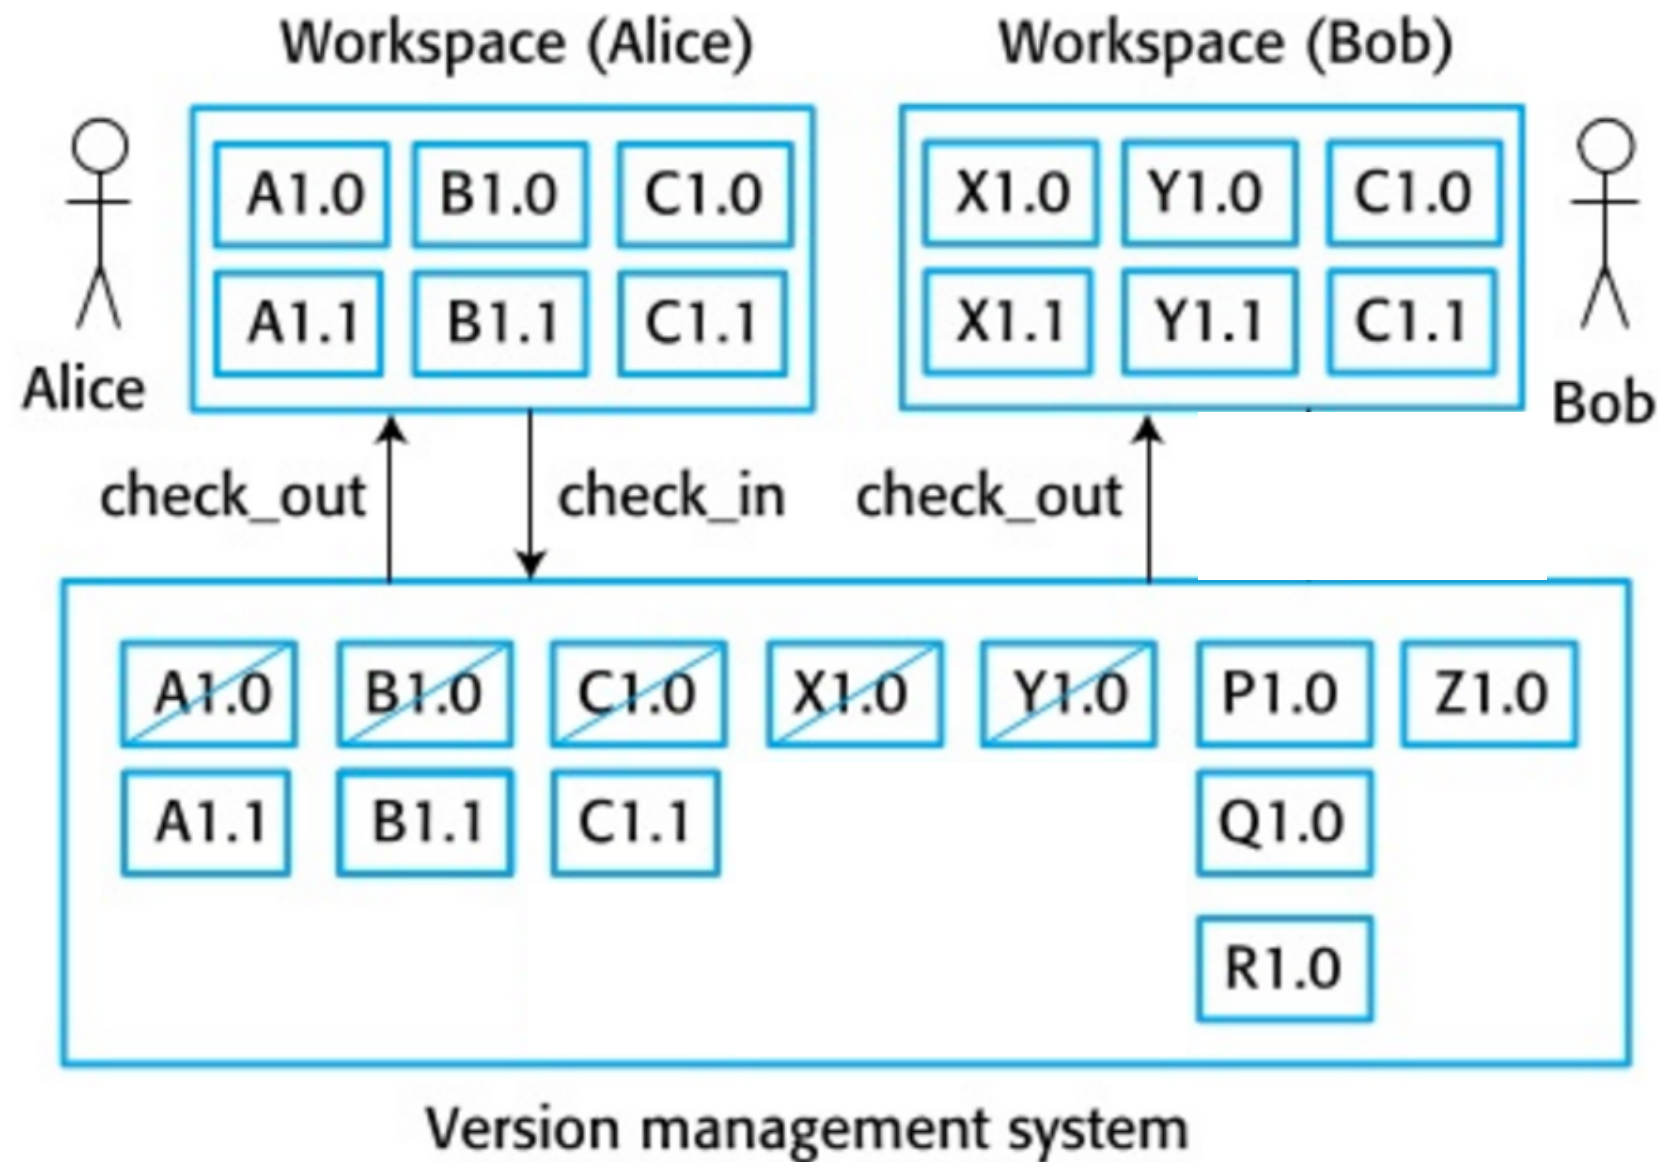 Workspace (Alice) Workspace (Bob)
A1.0 B1.0 C1.0 X1.0 Y1.0 C1.0
A1.1 B1.1 C1.1 X1.1 Y1.1 C1.1
Alice Bob
check_out check_in check_out
A1.0 B1.0 C1.0 X1.0 Y1.0 P1.0 Z1.0
A1.1 B1.1 C1.1 Q1.0
R1.0
Version management system